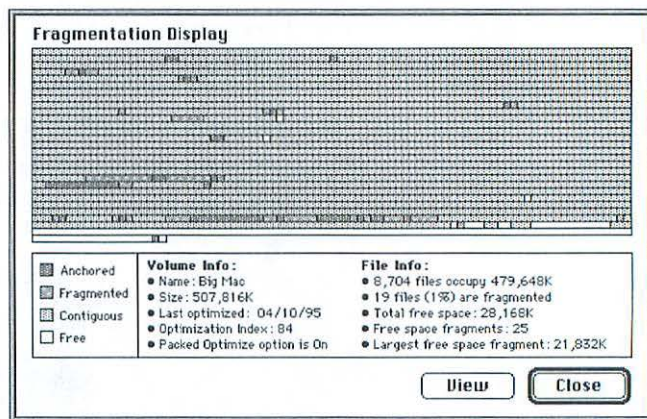 Fragmentation Display
Anchored
Fragmented
Contiguous
Free
Volume Info:
• Name: Big Mac
• Size: 507,816K
• Last optimized: 04/10/95
• Optimization Index: 84
• Packed Optimize option is On
File Info:
• 8,704 files occupy 479,648K
• 19 files (1%) are fragmented
• Total free space: 28,168K
• Free space fragments: 25
• Largest free space fragment: 21,832K
View
Close